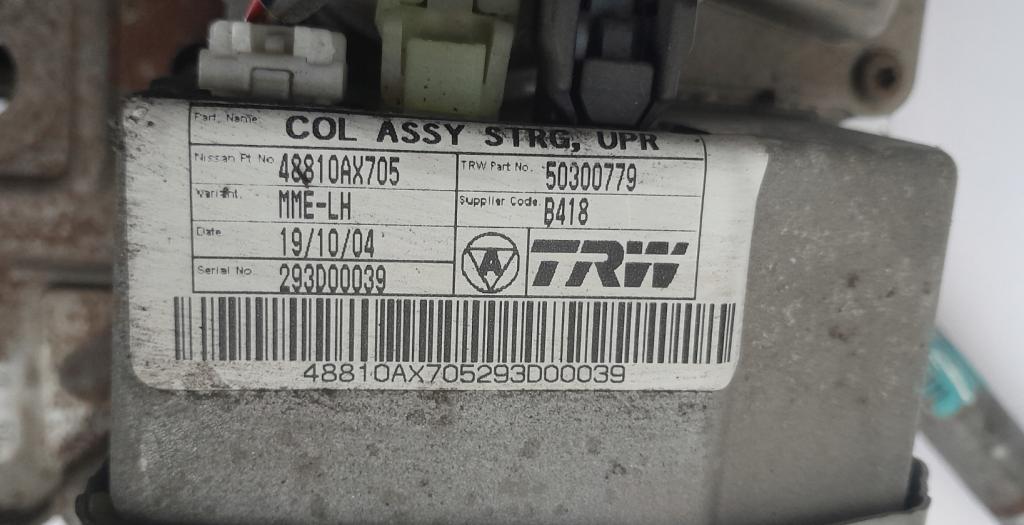 Part. Name. COL ASSY STRG, UPR
Nissan Pt No. 48810AX705 TRW Part No. 50300779
Variant. MME-LH Supplier Code. B418
Date 19/10/04
A TRW
Serial No. 293D00039
48810AX705293D00039